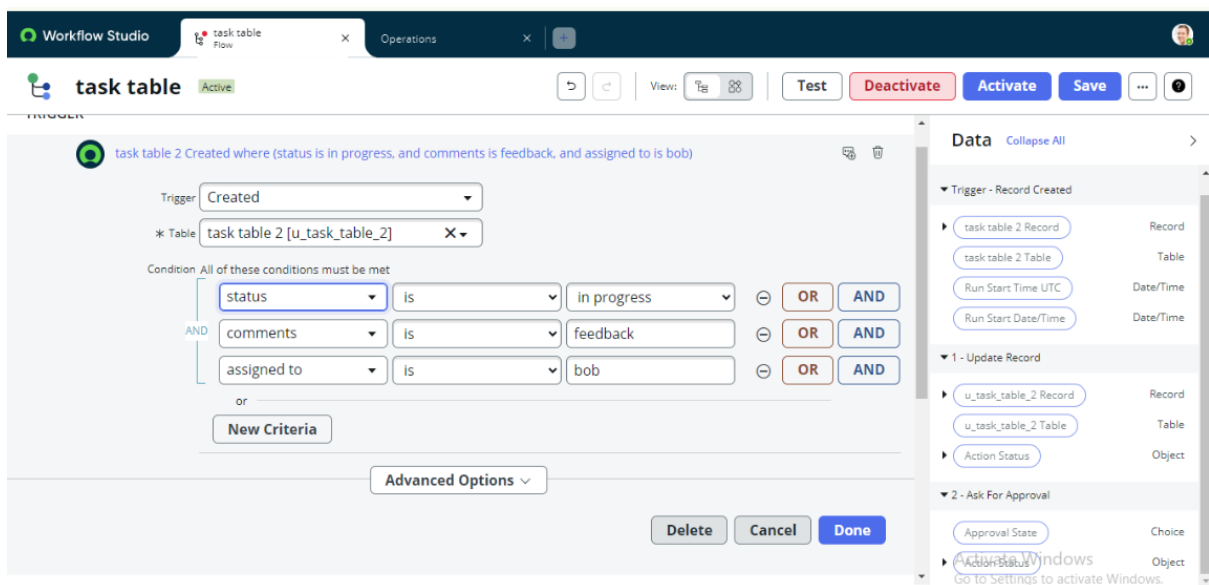 Workflow Studio
task table
Flow
Operations
task table Active
View:
Test
Deactivate
Activate
Save
TRIGGER
task table 2 Created where (status is in progress, and comments is feedback, and assigned to is bob)
Trigger Created
* Table task table 2 [u_task_table_2]
Condition All of these conditions must be met
status is in progress OR AND
AND comments is feedback OR AND
assigned to is bob OR AND
or
New Criteria
Advanced Options
Delete Cancel Done
Data Collapse All
Trigger - Record Created
task table 2 Record Record
task table 2 Table Table
Run Start Time UTC Date/Time
Run Start Date/Time Date/Time
1 - Update Record
u_task_table_2 Record Record
u_task_table_2 Table Table
Action Status Object
2 - Ask For Approval
Approval State Choice
Action Status Object
Activate Windows
Go to Settings to activate Windows.